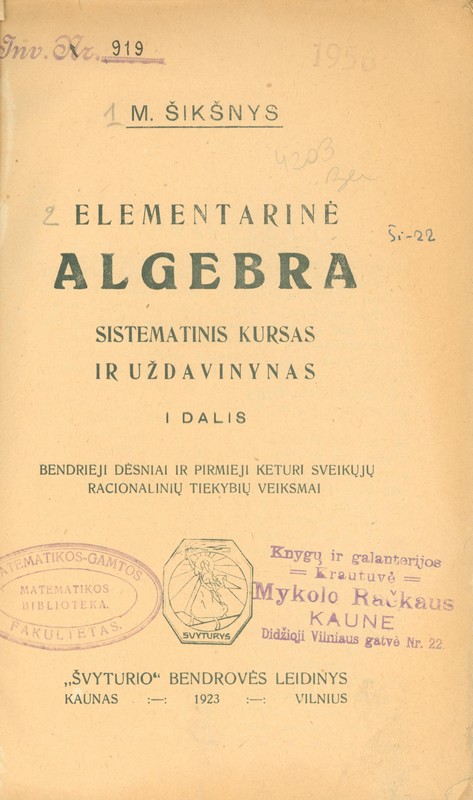 Inv. Nr. 919
1958
1 M. ŠIKŠNYS
4203
2 ELEMENTARINĖ
Ši-22
ALGEBRA
SISTEMATINIS KURSAS
IR UŽDAVINYNAS
I DALIS
BENDRIEJI DĖSNIAI IR PIRMIEJI KETURI SVEIKŲJŲ
RACIONALINIŲ TIEKYBIŲ VEIKSMAI
MATEMATIKOS-GAMTOS
MATEMATIKOS
BIBLIOTEKA.
FAKULTETAS.
ŠVYTURYS
Knygų ir galanterijos
= Krautuvė =
Mykolo Račkaus
KAUNE
Didžioji Vilniaus gatvė Nr. 22.
„ŠVYTURIO“ BENDROVĖS LEIDINYS
KAUNAS :—: 1923 :—: VILNIUS